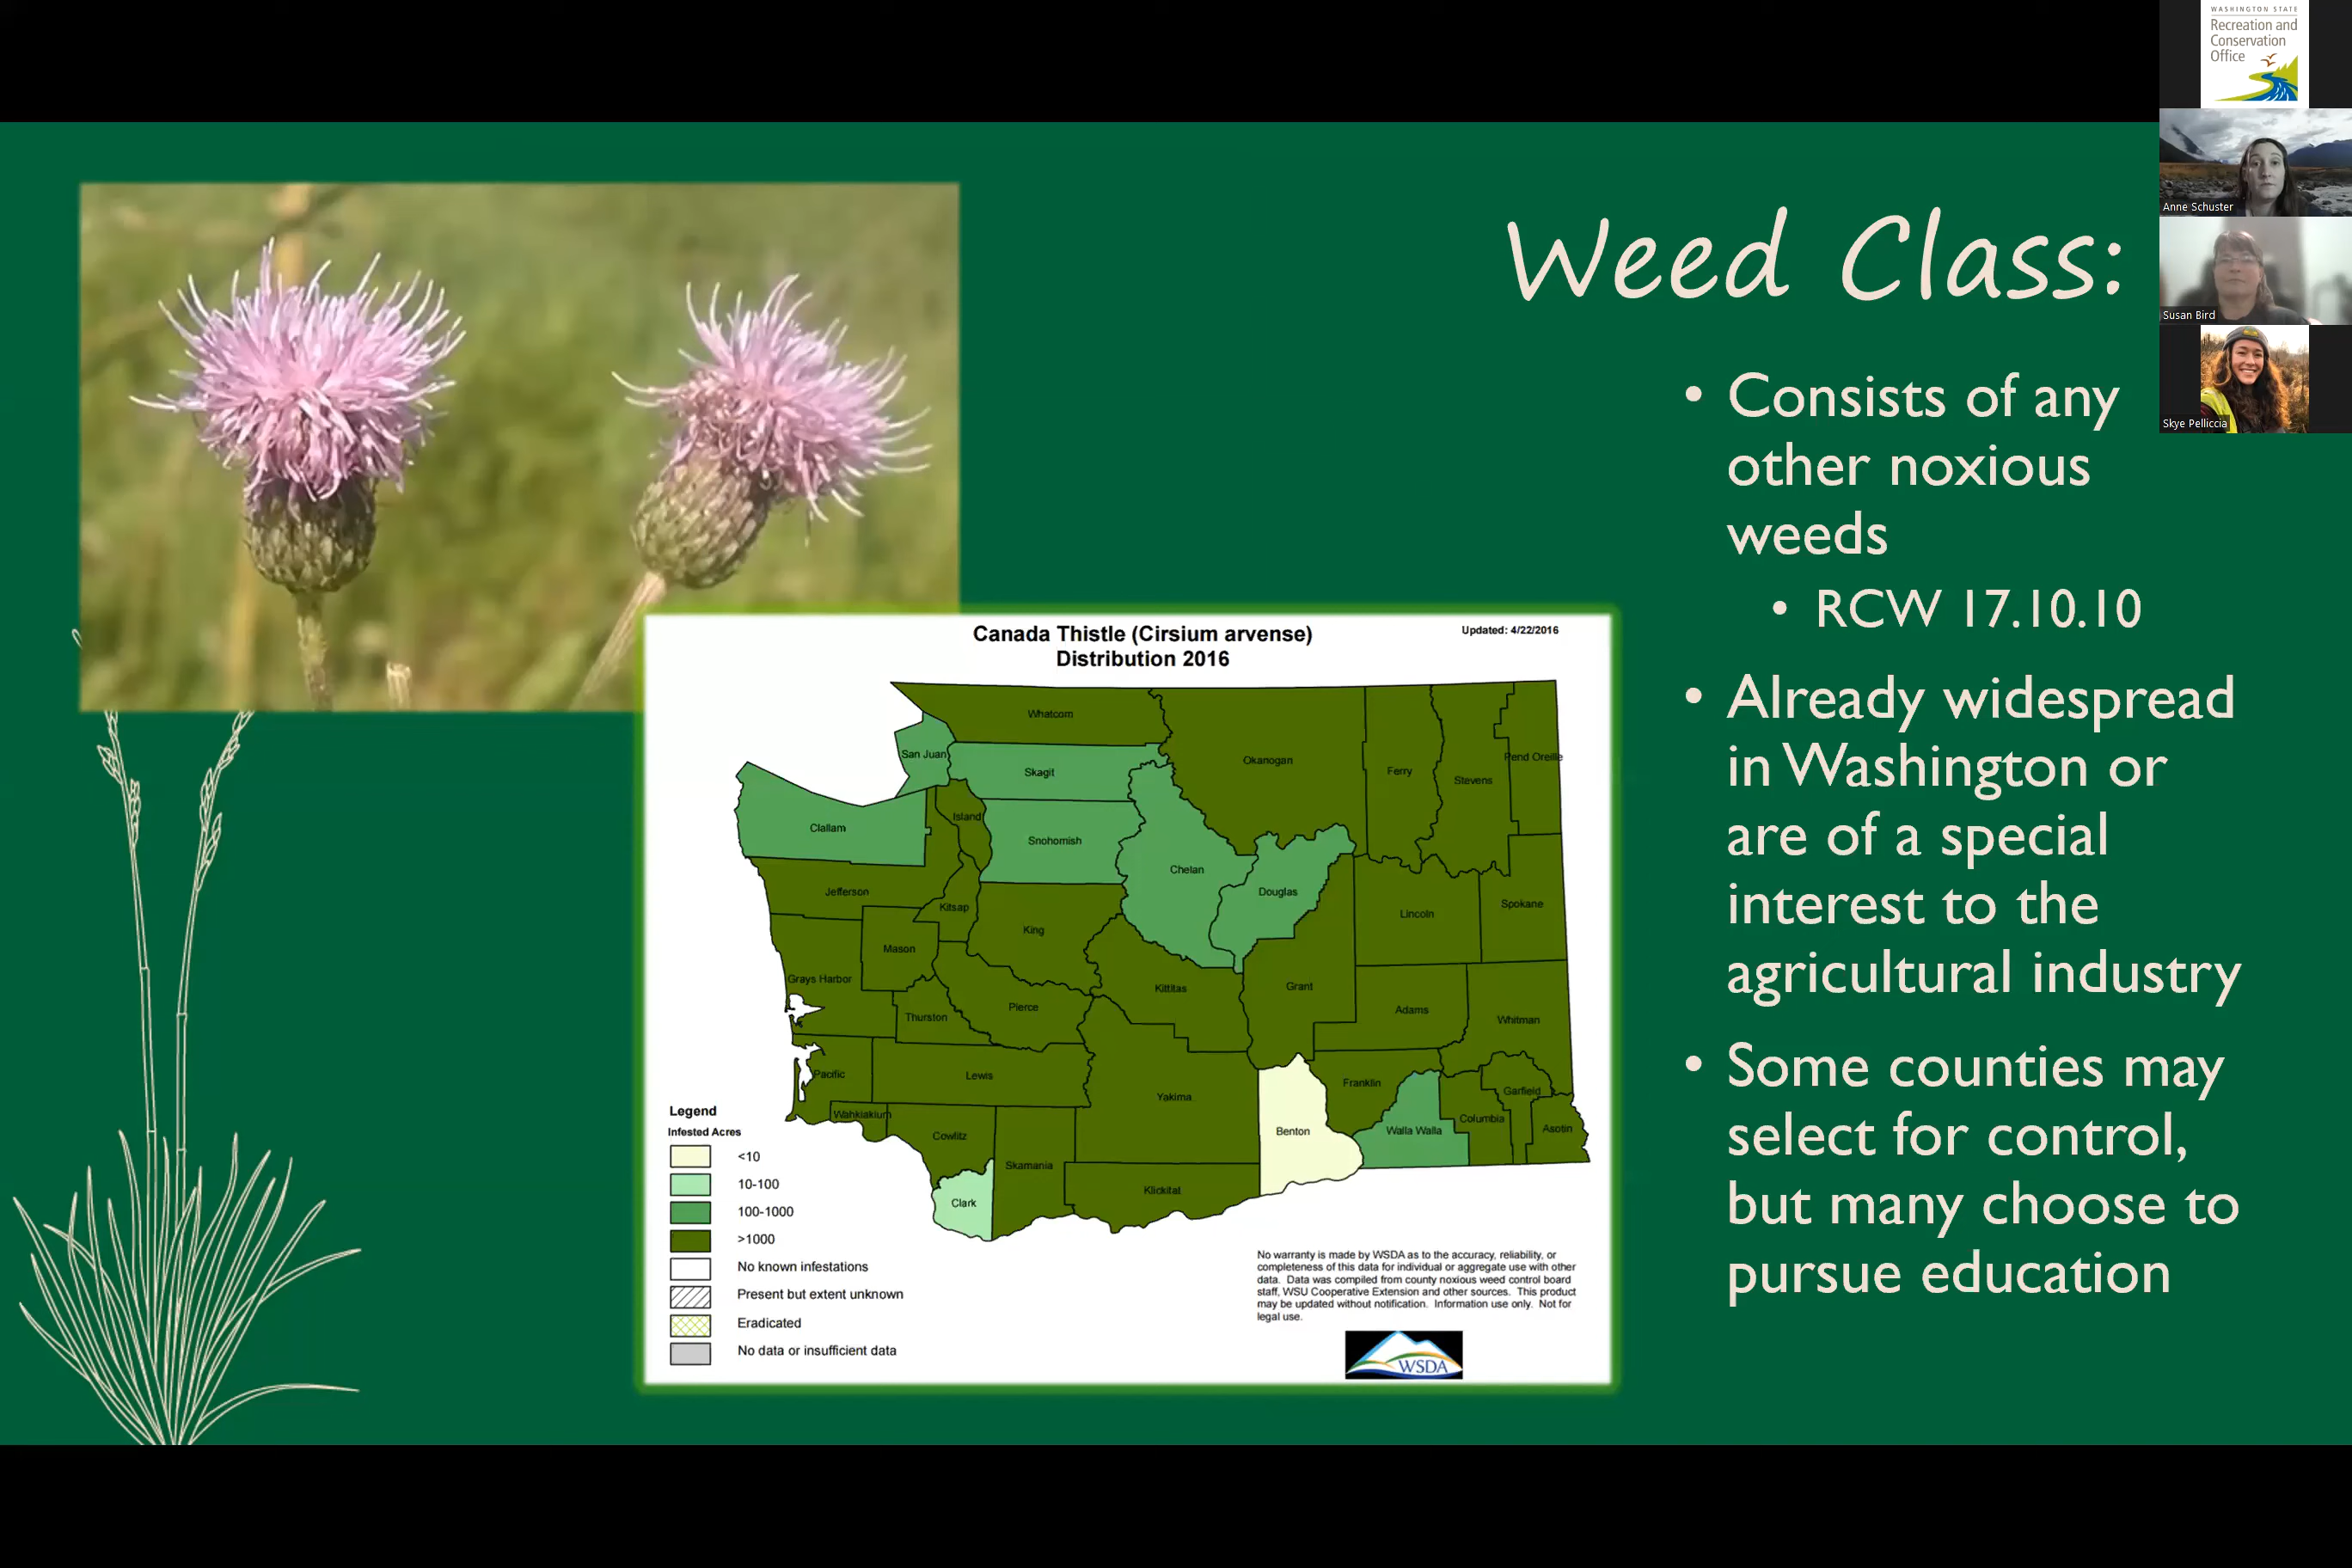 WASHINGTON STATE
Recreation and
Conservation
Office
Anne Schuster
Susan Bird
Skye Pelliccia
Weed Class:
• Consists of any
other noxious
weeds
• RCW 17.10.10
• Already widespread
in Washington or
are of a special
interest to the
agricultural industry
• Some counties may
select for control,
but many choose to
pursue education
Canada Thistle (Cirsium arvense)
Distribution 2016
Updated: 4/22/2016
Whatcom
San Juan
Skagit
Okanogan
Ferry
Stevens
Pend Oreille
Clallam
Island
Snohomish
Chelan
Douglas
Jefferson
Kitsap
King
Lincoln
Spokane
Mason
Grays Harbor
Kittitas
Grant
Thurston
Pierce
Adams
Whitman
Pacific
Lewis
Yakima
Franklin
Garfield
Wahkiakum
Cowlitz
Benton
Walla Walla
Columbia
Asotin
Skamania
Klickitat
Clark
Legend
Infested Acres
<10
10-100
100-1000
>1000
No known infestations
Present but extent unknown
Eradicated
No data or insufficient data
No warranty is made by WSDA as to the accuracy, reliability, or
completeness of this data for individual or aggregate use with other
data. Data was compiled from county noxious weed control board
staff, WSU Cooperative Extension and other sources. This product
may be updated without notification. Information use only. Not for
legal use.
WSDA